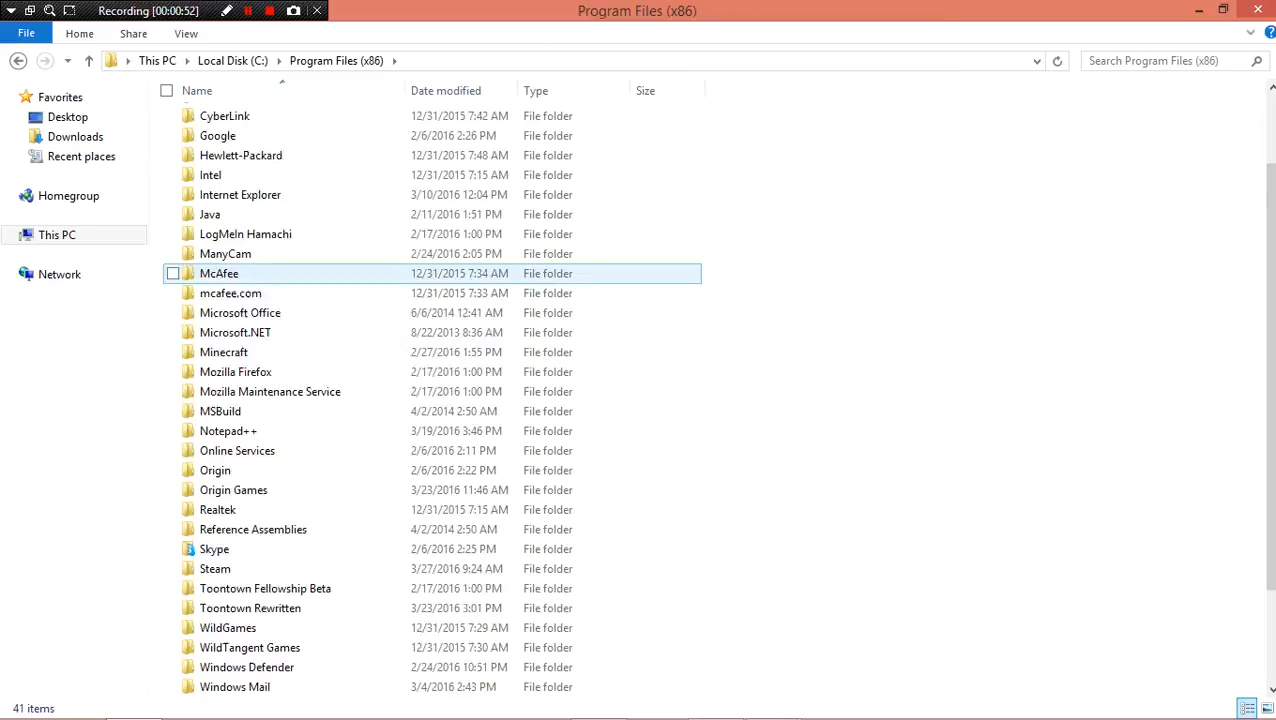 Recording [00:00:52]
Program Files (x86)
File Home Share View
This PC Local Disk (C:) Program Files (x86) Search Program Files (x86)
Name Date modified Type Size
Favorites
Desktop
Downloads
Recent places
Homegroup
This PC
Network
CyberLink 12/31/2015 7:42 AM File folder
Google 2/6/2016 2:26 PM File folder
Hewlett-Packard 12/31/2015 7:48 AM File folder
Intel 12/31/2015 7:15 AM File folder
Internet Explorer 3/10/2016 12:04 PM File folder
Java 2/11/2016 1:51 PM File folder
LogMeIn Hamachi 2/17/2016 1:00 PM File folder
ManyCam 2/24/2016 2:05 PM File folder
McAfee 12/31/2015 7:34 AM File folder
mcafee.com 12/31/2015 7:33 AM File folder
Microsoft Office 6/6/2014 12:41 AM File folder
Microsoft.NET 8/22/2013 8:36 AM File folder
Minecraft 2/27/2016 1:55 PM File folder
Mozilla Firefox 2/17/2016 1:00 PM File folder
Mozilla Maintenance Service 2/17/2016 1:00 PM File folder
MSBuild 4/2/2014 2:50 AM File folder
Notepad++ 3/19/2016 3:46 PM File folder
Online Services 2/6/2016 2:11 PM File folder
Origin 2/6/2016 2:22 PM File folder
Origin Games 3/23/2016 11:46 AM File folder
Realtek 12/31/2015 7:15 AM File folder
Reference Assemblies 4/2/2014 2:50 AM File folder
Skype 2/6/2016 2:25 PM File folder
Steam 3/27/2016 9:24 AM File folder
Toontown Fellowship Beta 2/17/2016 1:00 PM File folder
Toontown Rewritten 3/23/2016 3:01 PM File folder
WildGames 12/31/2015 7:29 AM File folder
WildTangent Games 12/31/2015 7:30 AM File folder
Windows Defender 2/24/2016 10:51 PM File folder
Windows Mail 3/4/2016 2:43 PM File folder
41 items